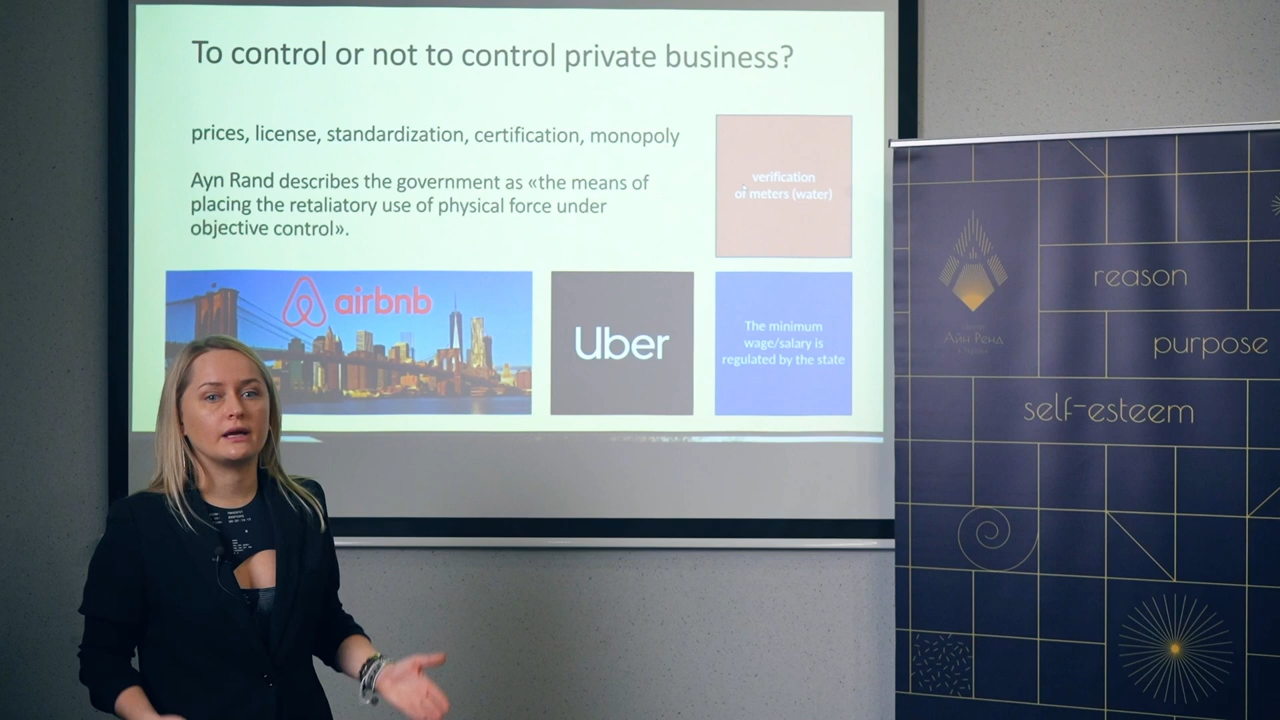 To control or not to control private business?
prices, license, standardization, certification, monopoly
Ayn Rand describes the government as «the means of
placing the retaliatory use of physical force under
objective control».
verification
of meters (water)
airbnb
Uber
The minimum
wage/salary is
regulated by the state
reason
Айн Ренд
purpose
self-esteem